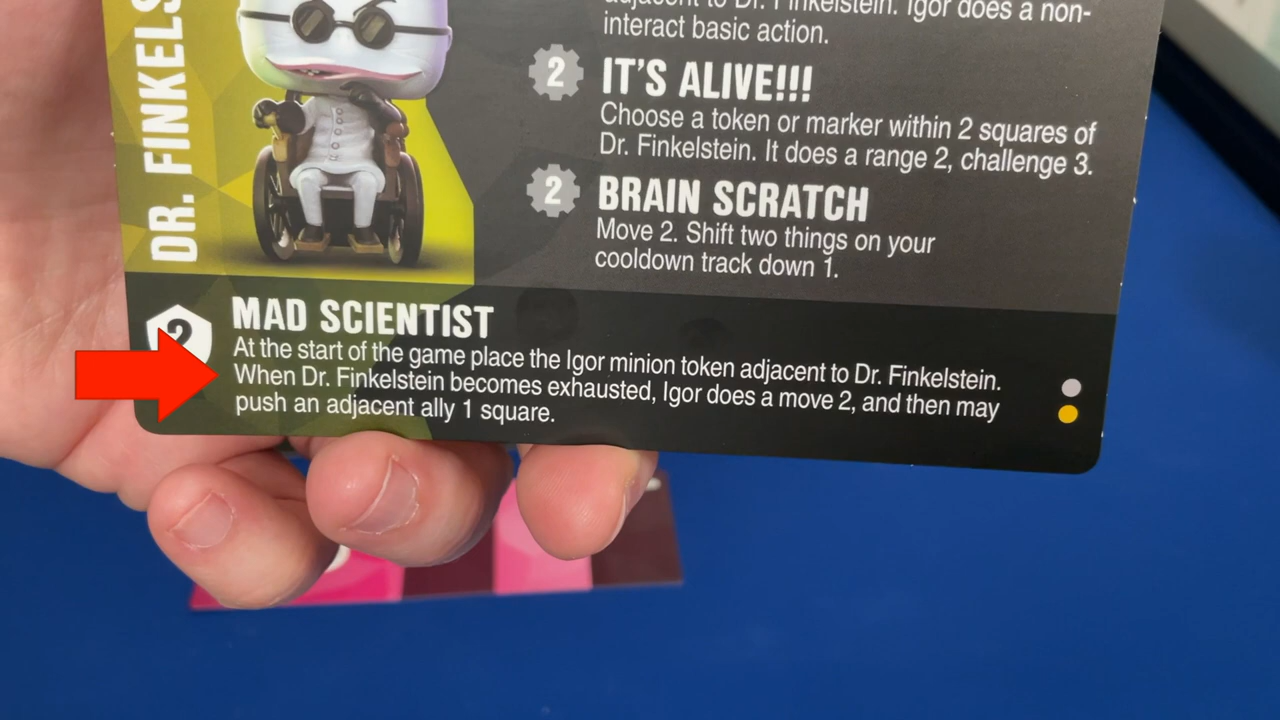 adjacent to Dr. Finkelstein. Igor does a non-
interact basic action.
2 IT'S ALIVE!!!
Choose a token or marker within 2 squares of
Dr. Finkelstein. It does a range 2, challenge 3.
2 BRAIN SCRATCH
Move 2. Shift two things on your
cooldown track down 1.
DR. FINKELS
2 MAD SCIENTIST
At the start of the game place the Igor minion token adjacent to Dr. Finkelstein.
When Dr. Finkelstein becomes exhausted, Igor does a move 2, and then may
push an adjacent ally 1 square.